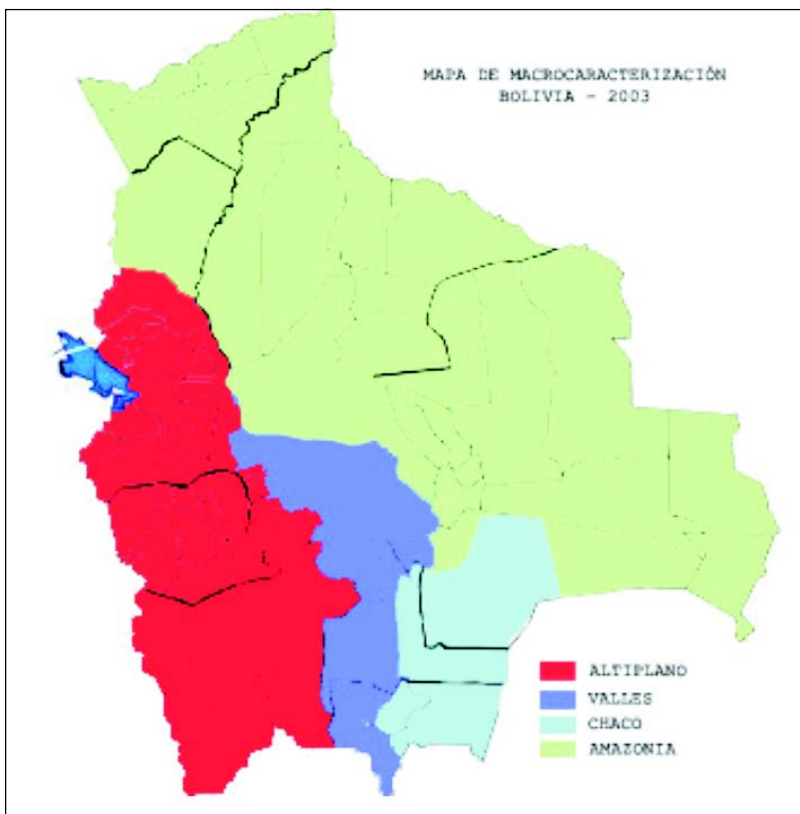 MAPA DE MACROCARACTERIZACIÓN
BOLIVIA - 2003
ALTIPLANO
VALLES
CHACO
AMAZONIA